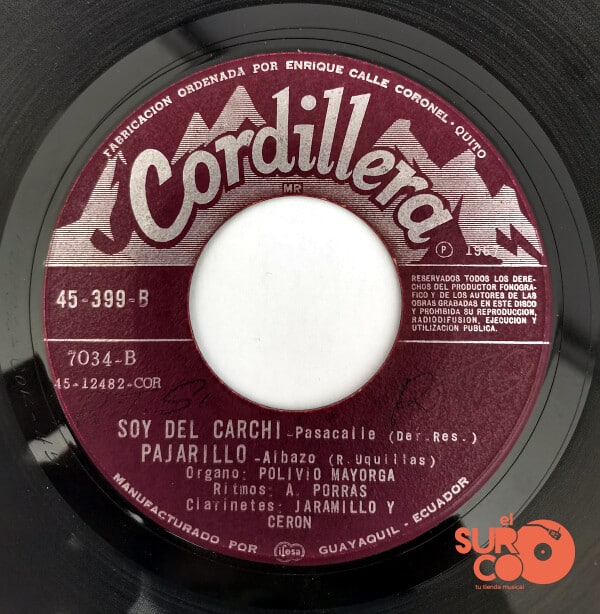 FABRICACION ORDENADA POR ENRIQUE CALLE CORONEL - QUITO
Cordillera
MR
45-399-B
RESERVADOS TODOS LOS DERE-
CHOS DEL PRODUCTOR FONOGRA-
FICO Y DE LOS AUTORES DE LAS
OBRAS GRABADAS EN ESTE DISCO
Y PROHIBIDA SU REPRODUCCION,
RADIODIFUSION, EJECUCION Y
UTILIZACION PUBLICA.
7034-B
45-12482-COR
SOY DEL CARCHI-Pasacalle (Der.Res.)
PAJARILLO-Albazo (R.Uquillas)
Organo: POLIVIO MAYORGA
Ritmos: A. PORRAS
Clarinetes: JARAMILLO Y
CERON
MANUFACTURADO POR ifesa GUAYAQUIL - ECUADOR
el
SURCO
tu tienda musical